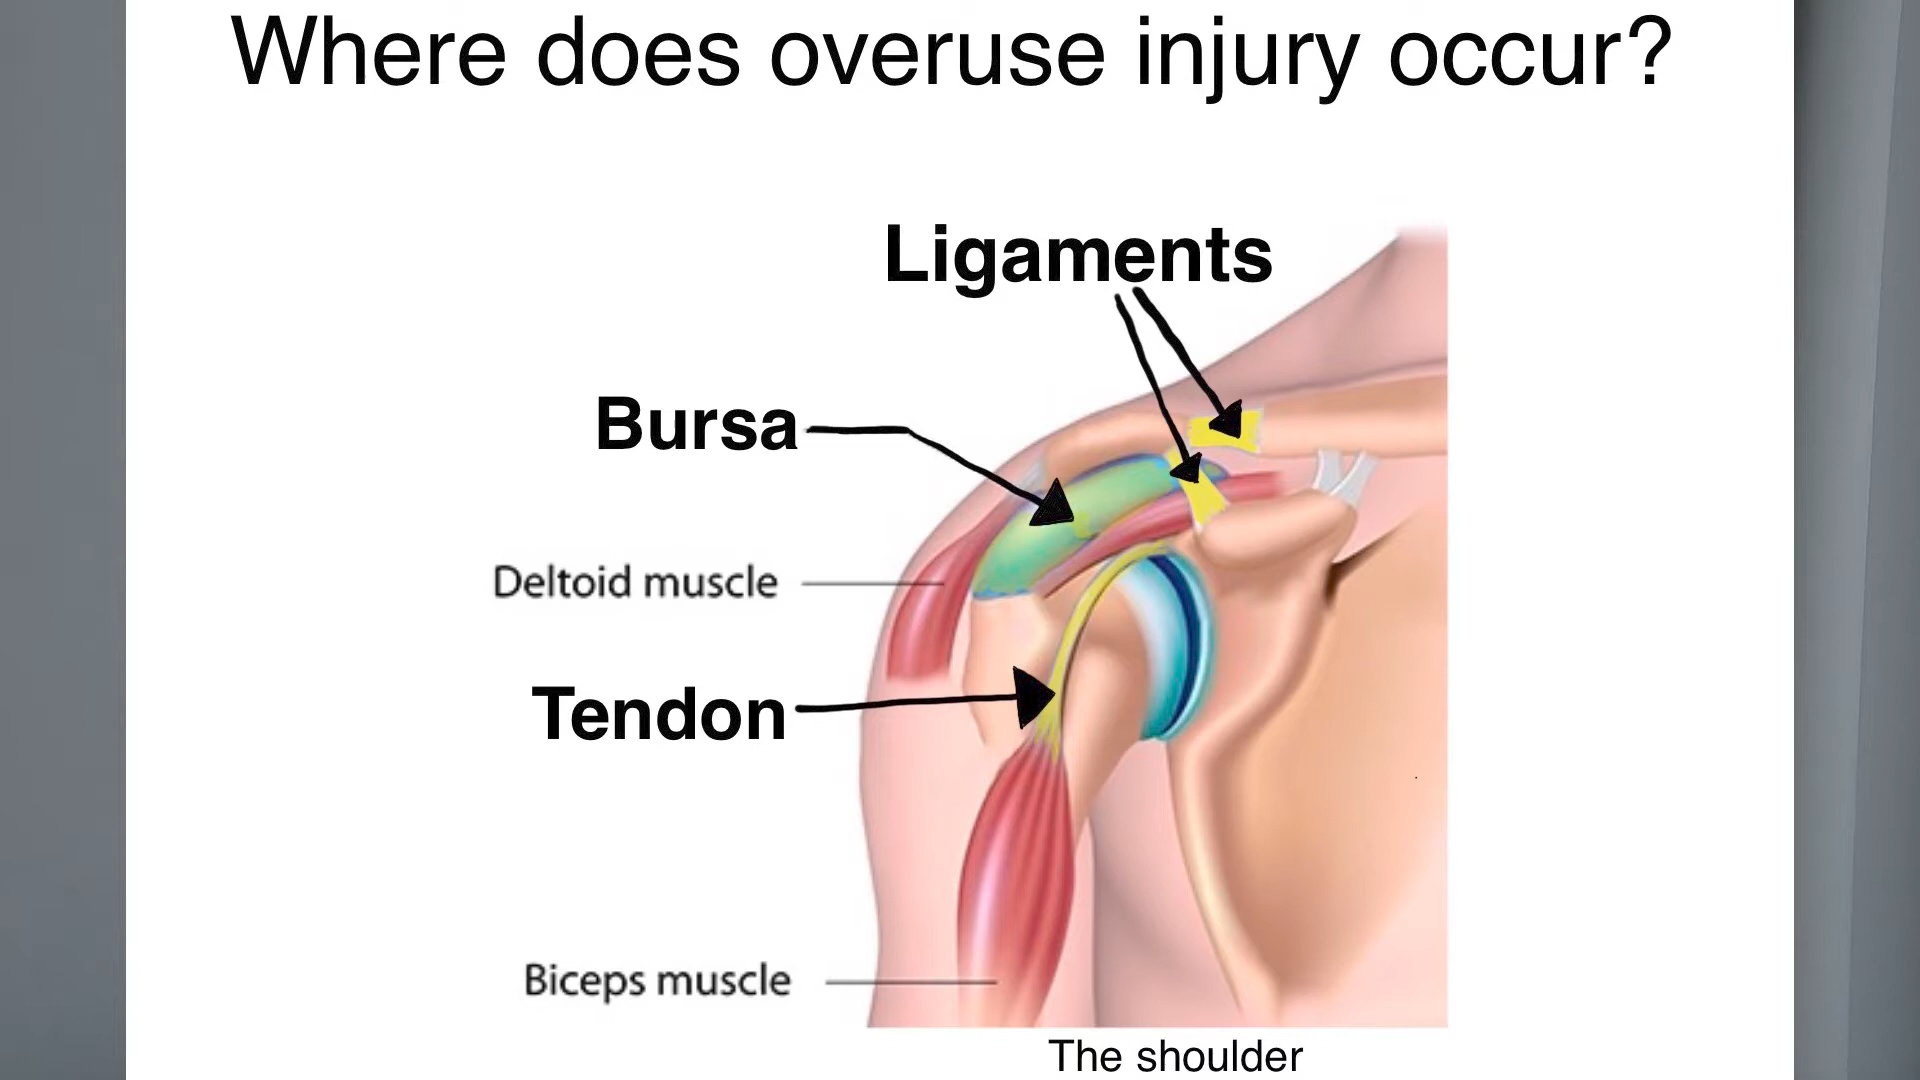 Where does overuse injury occur?
Ligaments
Bursa
Deltoid muscle
Tendon
Biceps muscle
The shoulder